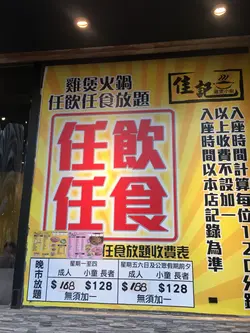 雞煲火鍋
任飲任食放題
佳記
任飲
任食
入座時間計算每位120分鐘
以上收費不設加一
入座時間以本店記錄為準
任食放題收費表
晚市放題
星期一至四
成人 小童 長者
$168 $128
無須加一
星期五六日及公眾假期前夕
成人 小童 長者
$188 $128
無須加一